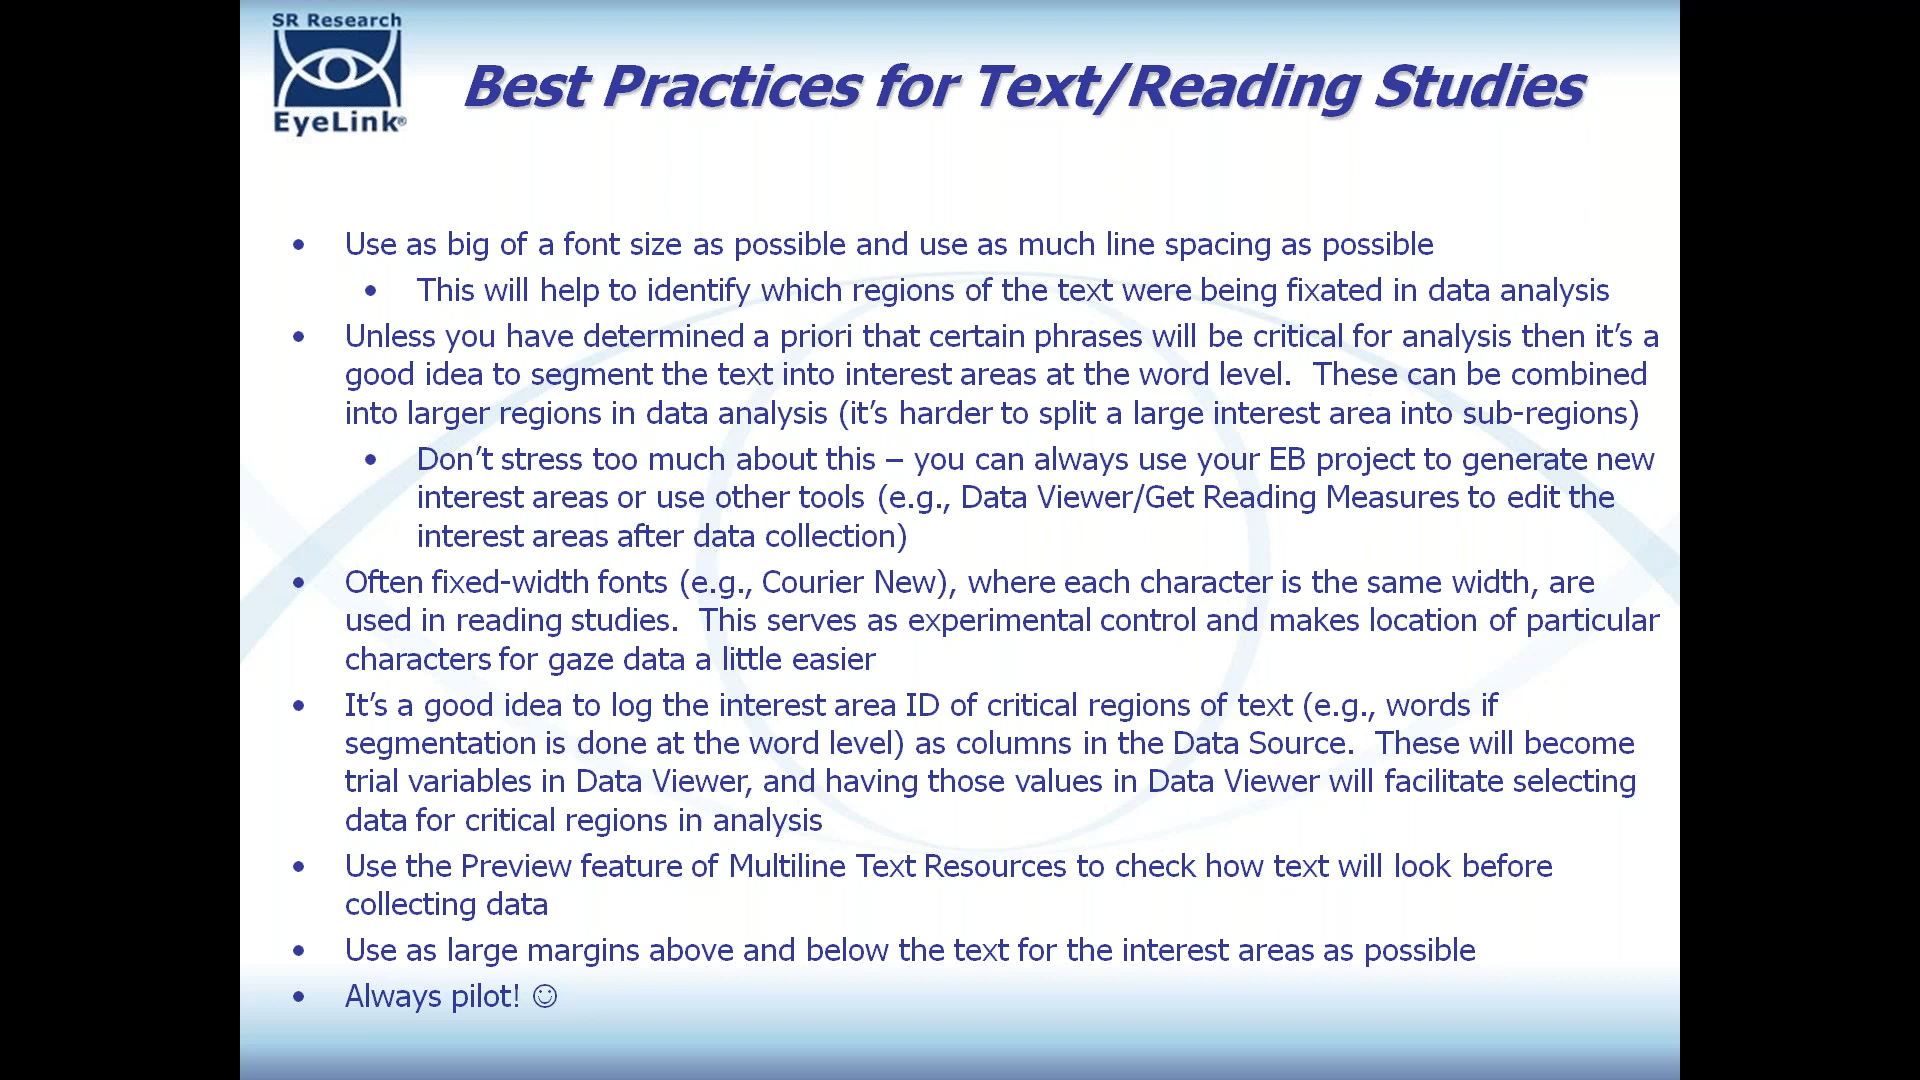 SR Research
EyeLink®
Best Practices for Text/Reading Studies
• Use as big of a font size as possible and use as much line spacing as possible
• This will help to identify which regions of the text were being fixated in data analysis
• Unless you have determined a priori that certain phrases will be critical for analysis then it’s a
good idea to segment the text into interest areas at the word level.  These can be combined
into larger regions in data analysis (it’s harder to split a large interest area into sub-regions)
• Don’t stress too much about this – you can always use your EB project to generate new
interest areas or use other tools (e.g., Data Viewer/Get Reading Measures to edit the
interest areas after data collection)
• Often fixed-width fonts (e.g., Courier New), where each character is the same width, are
used in reading studies.  This serves as experimental control and makes location of particular
characters for gaze data a little easier
• It’s a good idea to log the interest area ID of critical regions of text (e.g., words if
segmentation is done at the word level) as columns in the Data Source.  These will become
trial variables in Data Viewer, and having those values in Data Viewer will facilitate selecting
data for critical regions in analysis
• Use the Preview feature of Multiline Text Resources to check how text will look before
collecting data
• Use as large margins above and below the text for the interest areas as possible
• Always pilot! ☺